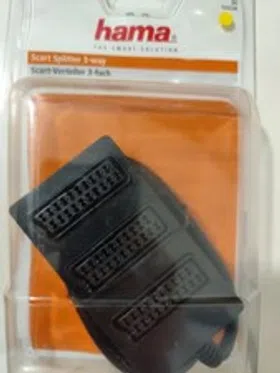 hama®
THE SMART SOLUTION
Scart Splitter 3-way
Scart-Verteiler 3-fach